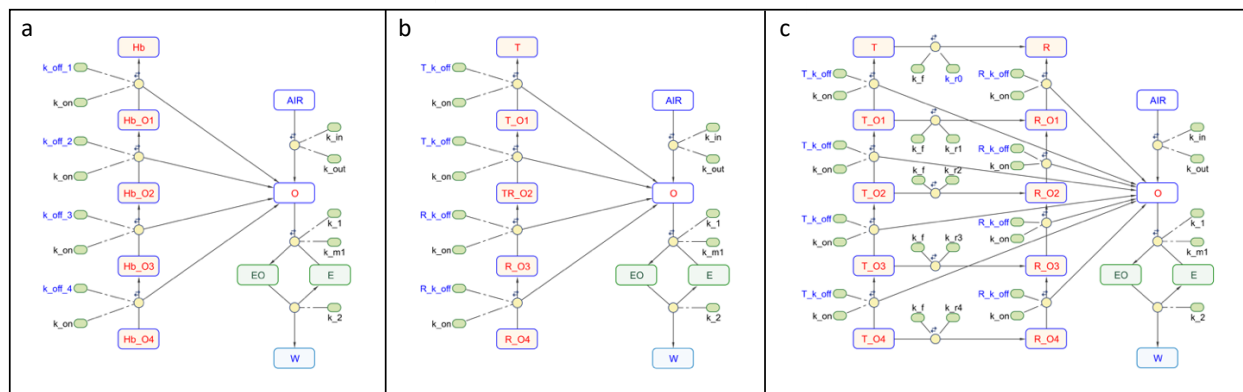 a
Hb
k_off_1
k_on
AIR
Hb_O1
k_in
k_off_2
k_out
k_on
Hb_O2
O
k_off_3
k_1
k_on
k_m1
Hb_O3
EO
E
k_off_4
k_2
k_on
Hb_O4
W
b
T
T_k_off
k_on
AIR
T_O1
k_in
T_k_off
k_out
k_on
TR_O2
O
R_k_off
k_1
k_on
k_m1
R_O3
EO
E
R_k_off
k_2
k_on
R_O4
W
c
T
R
T_k_off
k_f
k_r0
R_k_off
k_on
k_on
AIR
T_O1
R_O1
k_in
T_k_off
k_f
k_r1
R_k_off
k_out
k_on
k_on
k_f
k_r2
T_O2
R_O2
O
T_k_off
R_k_off
k_1
k_on
k_on
k_f
k_r3
k_m1
T_O3
R_O3
EO
E
T_k_off
R_k_off
k_on
k_f
k_r4
k_on
k_2
T_O4
R_O4
W